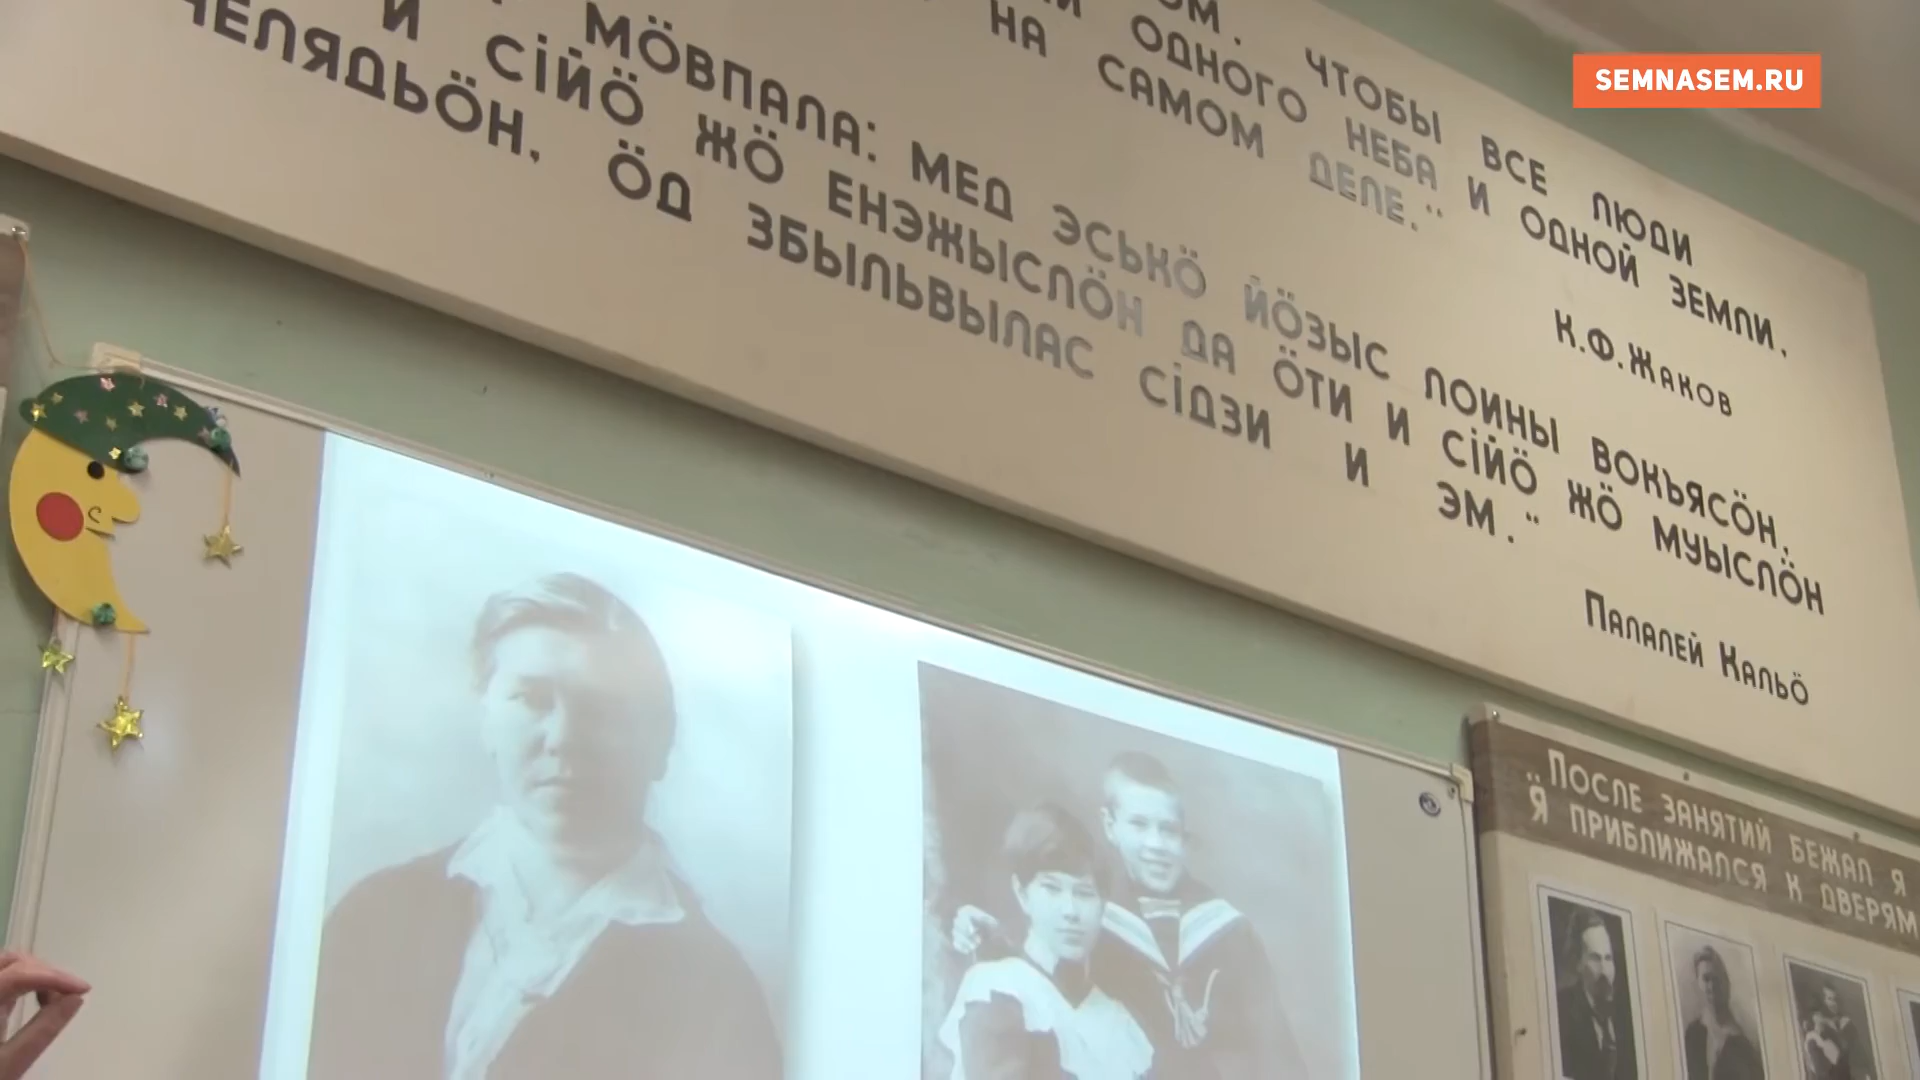 SEMNASEM.RU
ЧТОБЫ ВСЕ ЛЮДИ
ОДНОГО НЕБА И ОДНОЙ ЗЕМЛИ.
НА САМОМ ДЕЛЕ."
К.Ф.ЖАКОВ
МӦВПАЛА: МЕД ЭСЬКӦ ЙӦЗЫС ЛОИНЫ ВОКЪЯСӦН,
И СІЙӦ ЖӦ ЕНЭЖЫСЛӦН ДА ӦТИ И СІЙӦ ЖӦ МУЫСЛӦН
ЧЕЛЯДЬӦН, ӦД ЗБЫЛЬВЫЛАС СІДЗИ И ЭМ."
ПАЛАЛЕЙ КАЛЬӦ
ПОСЛЕ ЗАНЯТИЙ БЕЖАЛ Я
"Я ПРИБЛИЖАЛСЯ К ДВЕРЯМ